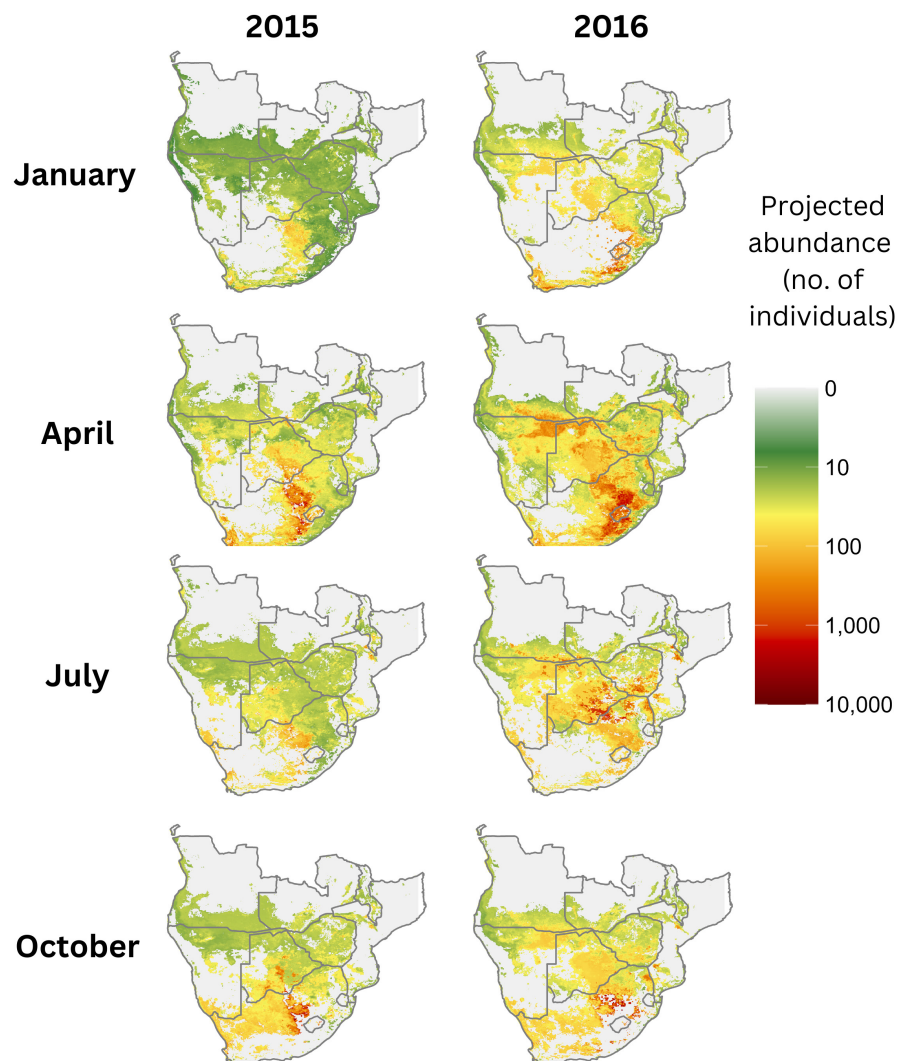 2015
2016
January
April
July
October
Projected
abundance
(no. of
individuals)
0
10
100
1,000
10,000